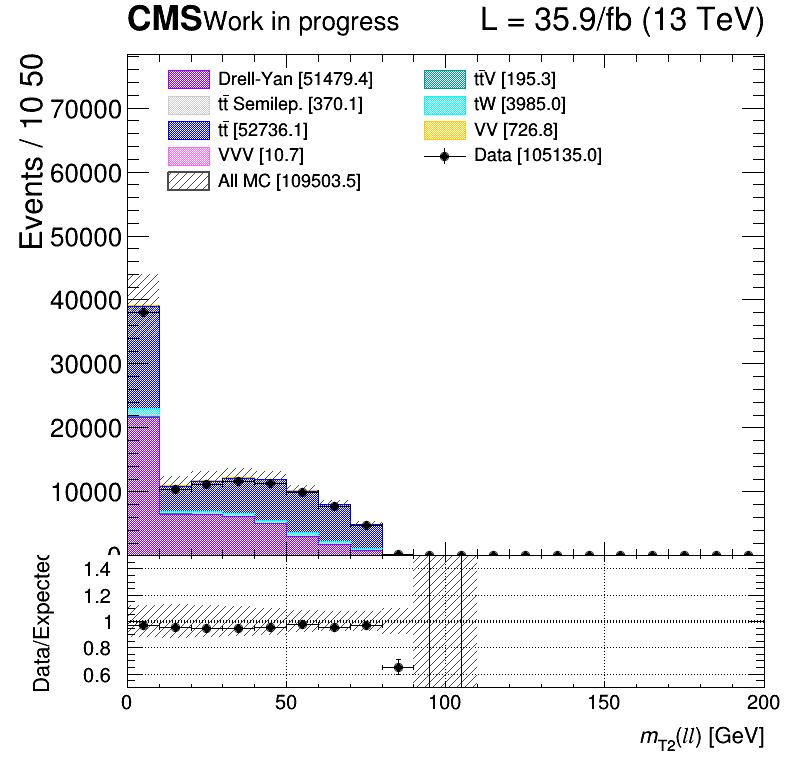 CMS Work in progress L = 35.9/fb (13 TeV)
Events / 10 50
Drell-Yan [51479.4]
tt̄ Semilep. [370.1]
tt̄ [52736.1]
VVV [10.7]
All MC [109503.5]
tt̄V [195.3]
tW [3985.0]
VV [726.8]
Data [105135.0]
70000
60000
50000
40000
30000
20000
10000
0
Data/Expected
1.4
1.2
1
0.8
0.6
0 50 100 150 200
m_T2(ll) [GeV]